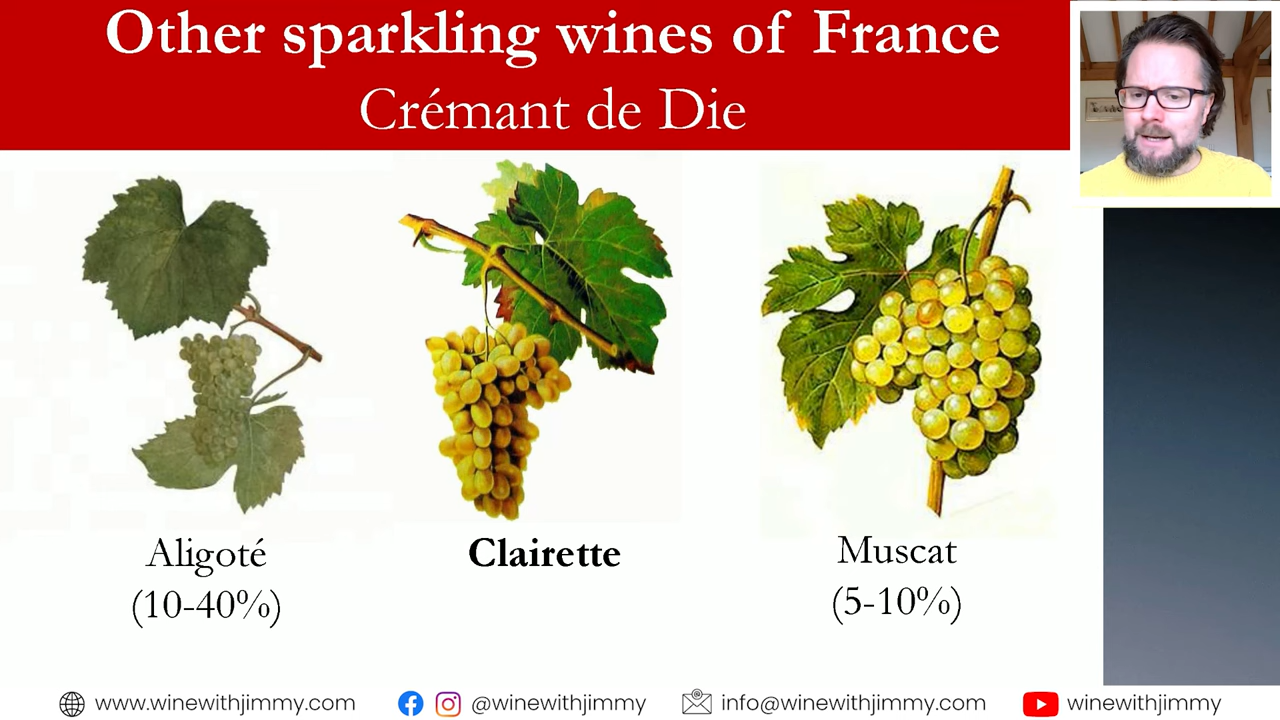 Other sparkling wines of France
Crémant de Die
Aligoté
(10-40%)
Clairette
Muscat
(5-10%)
www.winewithjimmy.com
@winewithjimmy
info@winewithjimmy.com
winewithjimmy